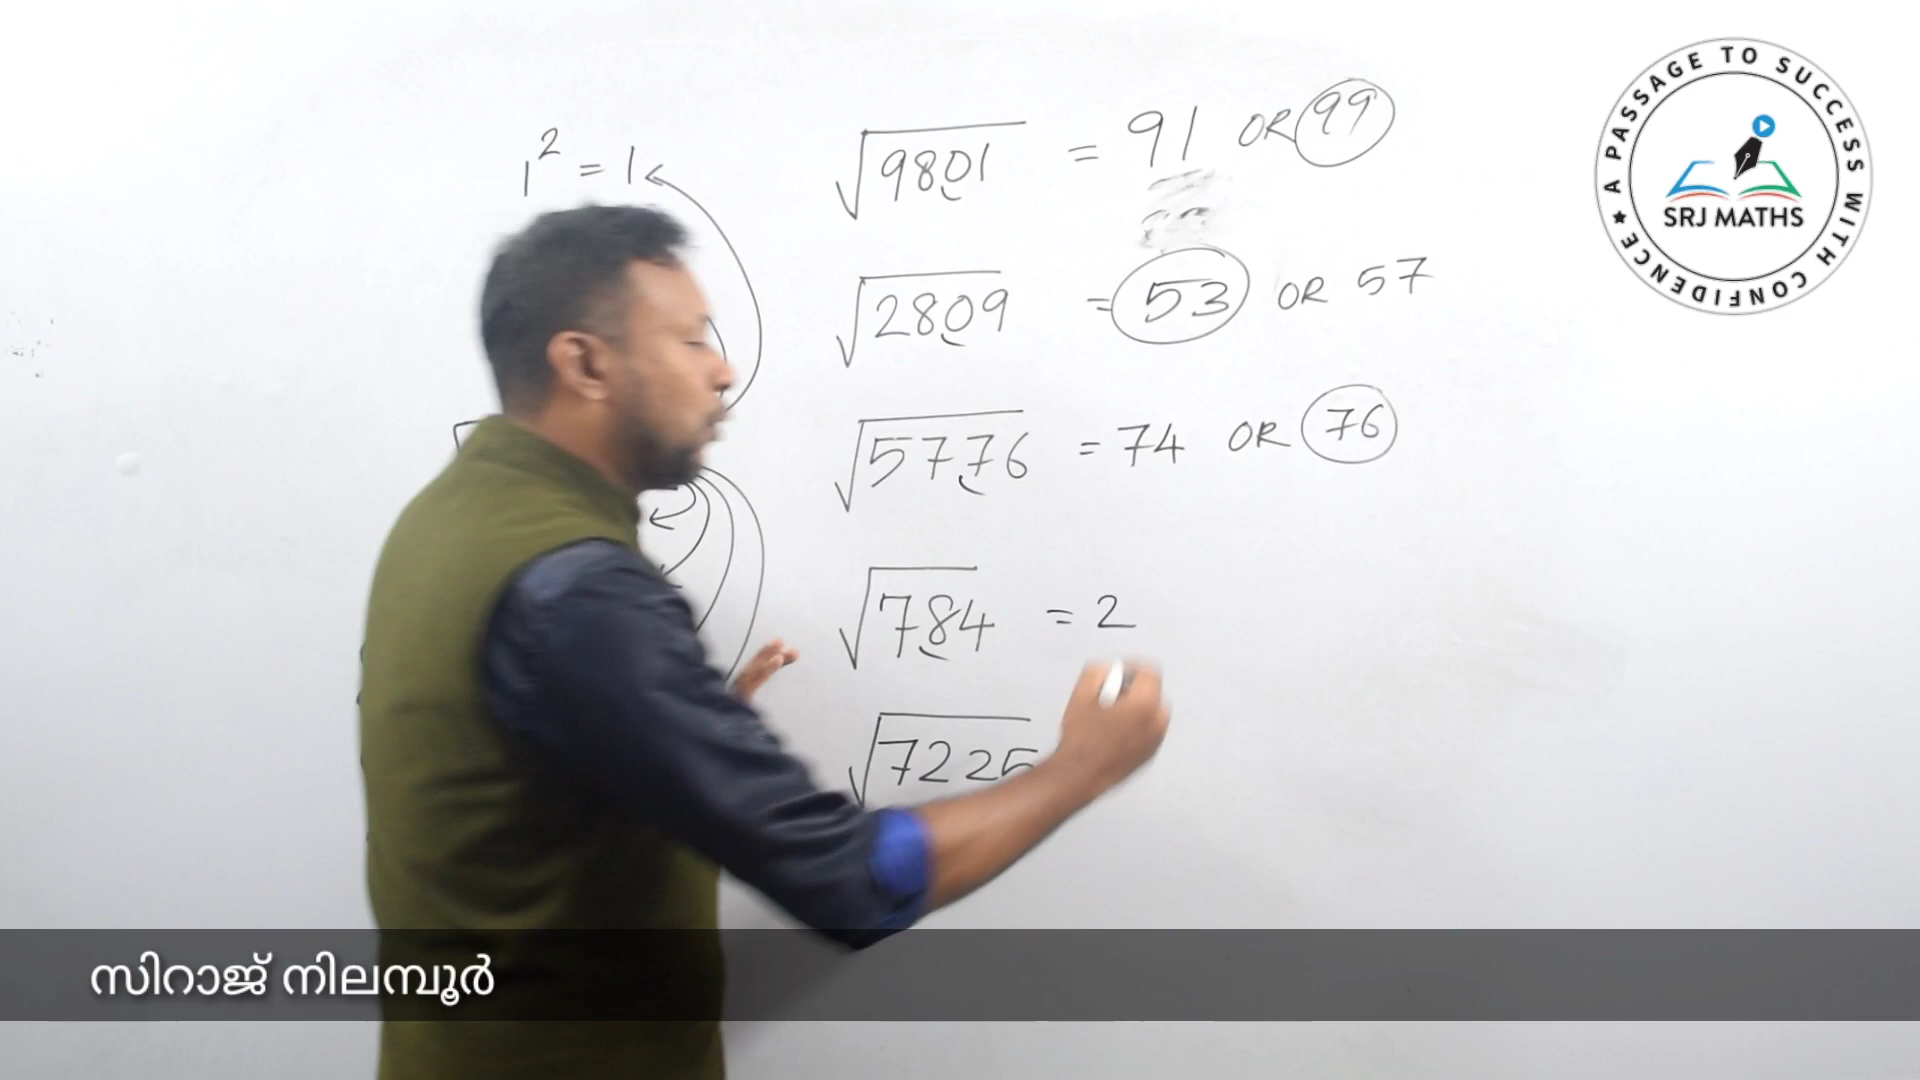 1² = 1
√9801 = 91 OR 99
√2809 = 53 OR 57
√5776 = 74 OR 76
√784 = 2
√7225
A PASSAGE TO SUCCESS WITH CONFIDENCE
SRJ MATHS
സിറാജ് നിലമ്പൂർ